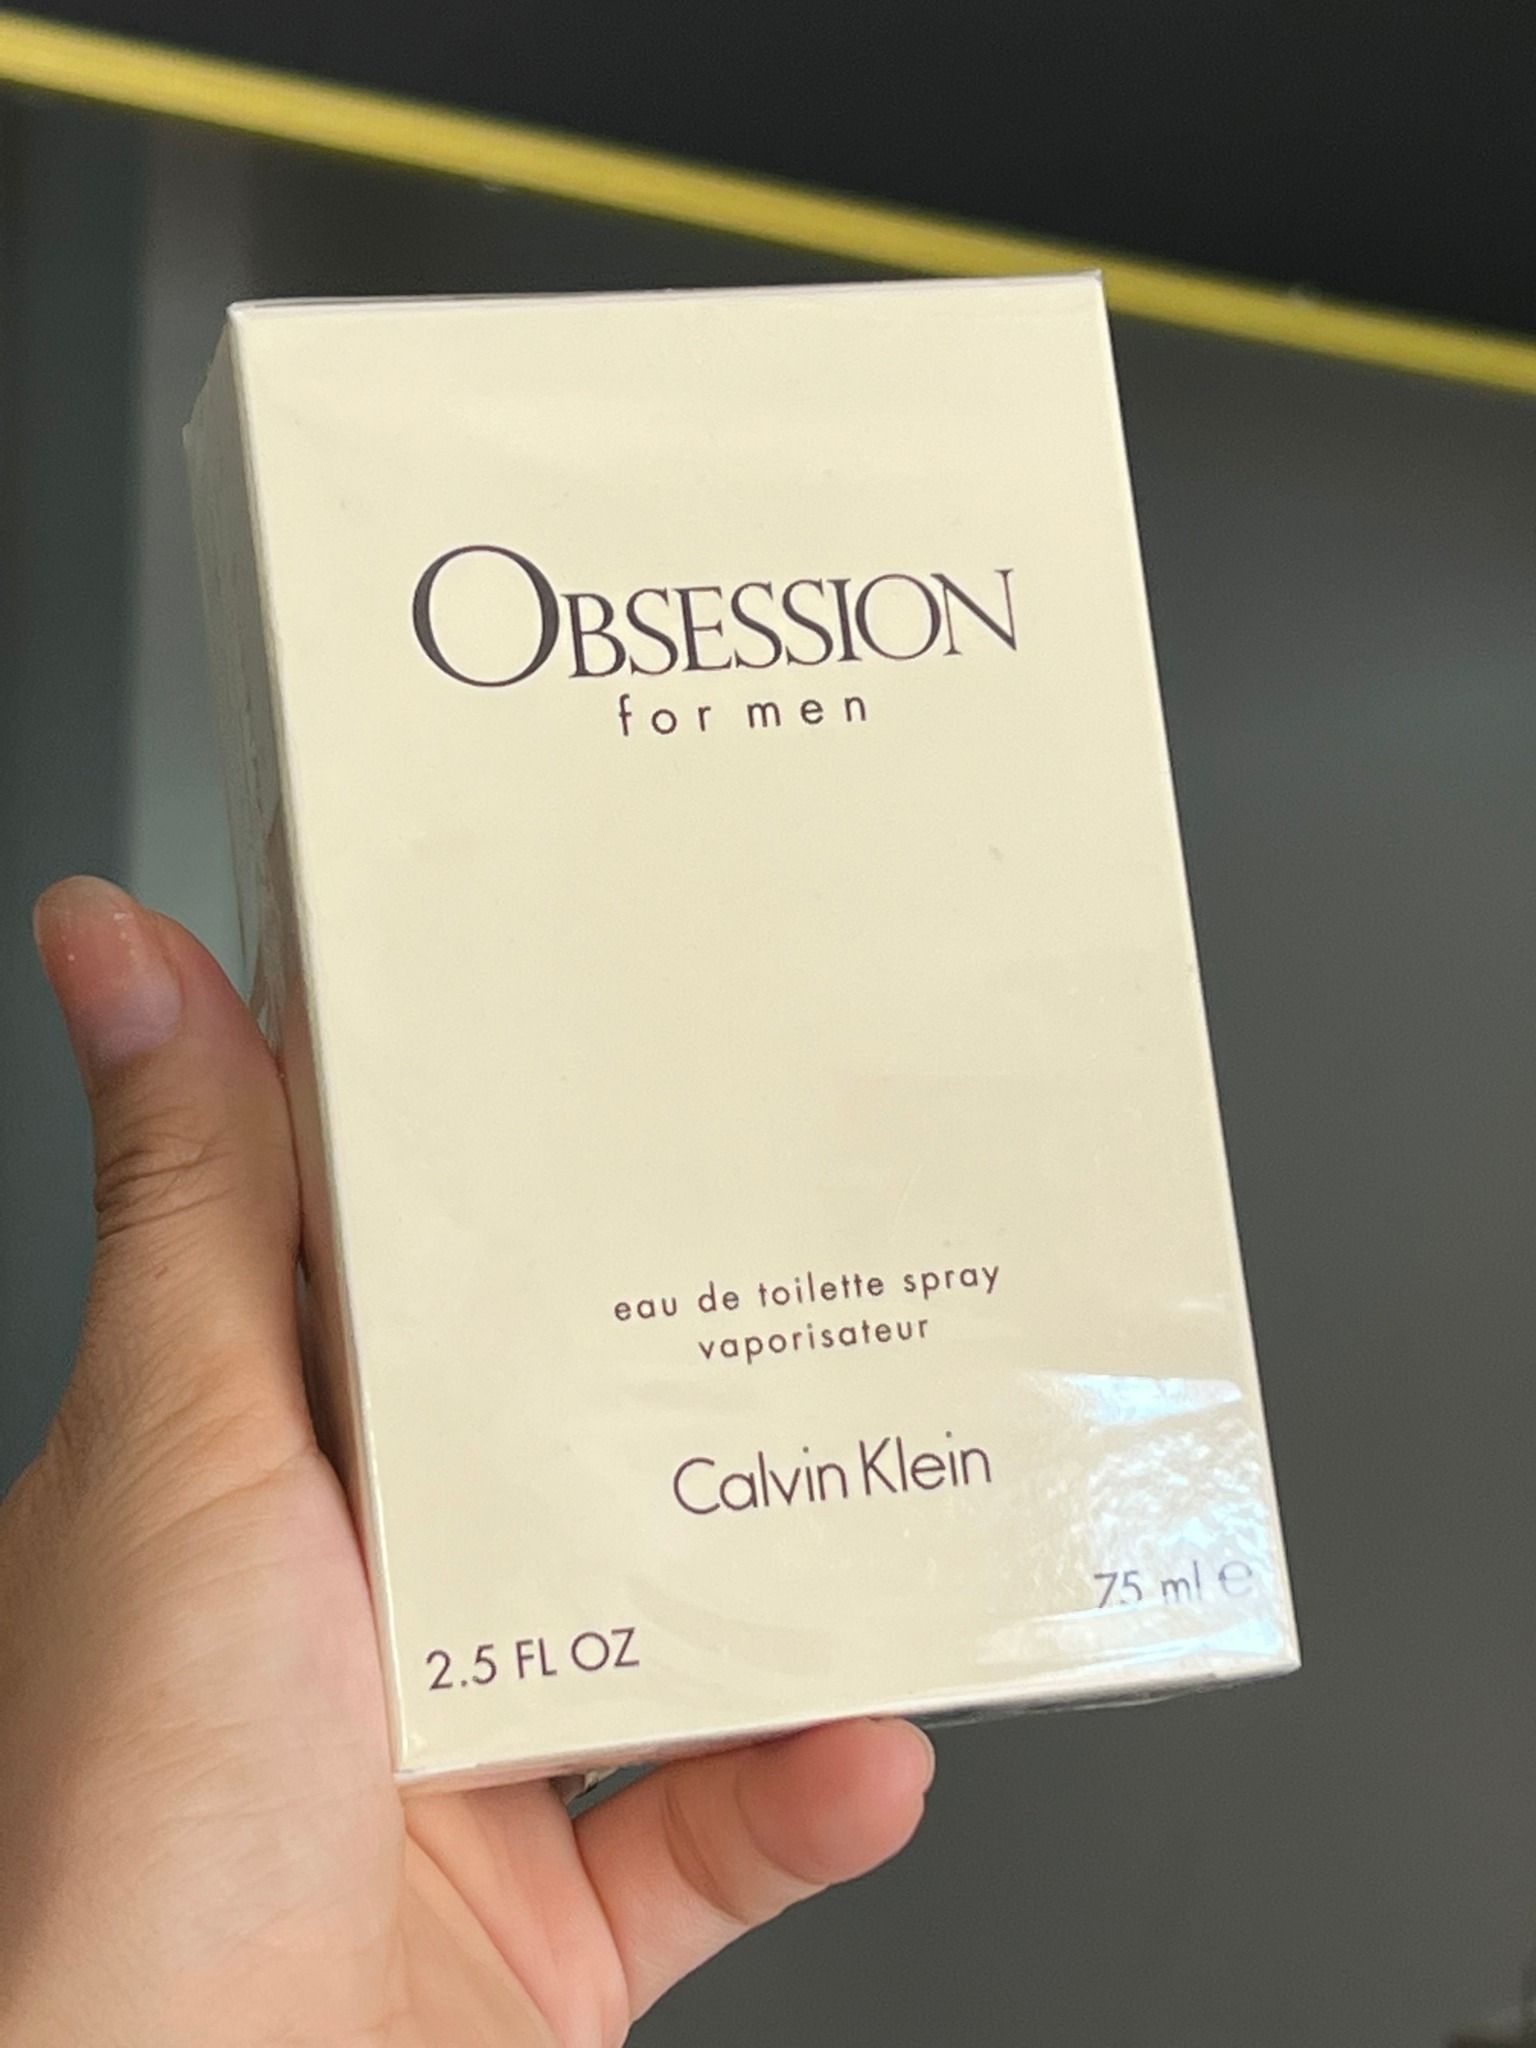 OBSESSION
for men
eau de toilette spray
vaporisateur
Calvin Klein
75 ml ℮
2.5 FL OZ